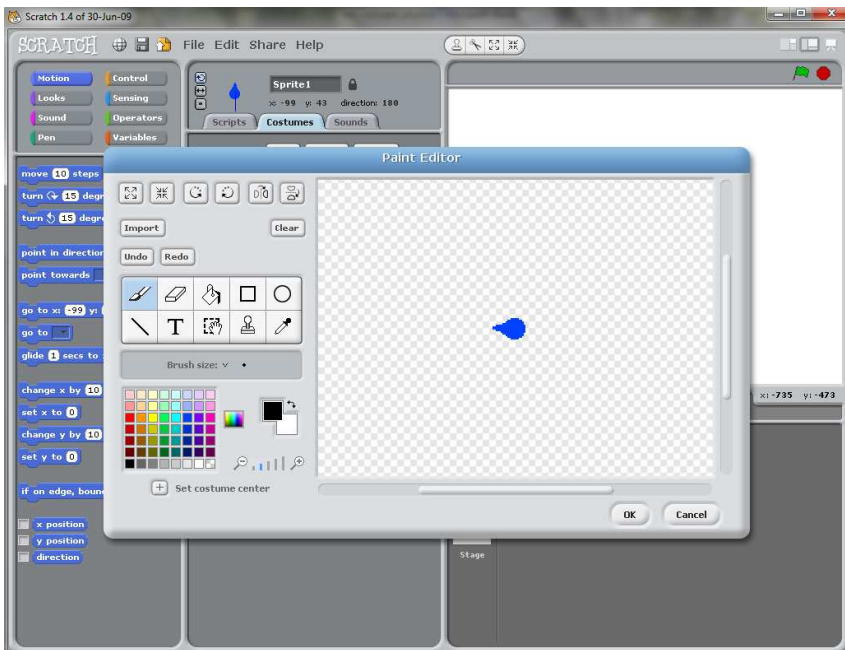 Scratch 1.4 of 30-Jun-09
SCRATCH File Edit Share Help
Motion Control
Looks Sensing
Sound Operators
Pen Variables
Sprite1
x: -99 y: 43 direction: 180
Scripts Costumes Sounds
Paint Editor
move 10 steps
turn 15 degr
turn 15 degr
point in direction
point towards
go to x: -99 y:
go to
glide 1 secs to
change x by 10
set x to 0
change y by 10
set y to 0
if on edge, boun
x position
y position
direction
Import Clear
Undo Redo
T
Brush size:
Set costume center
OK Cancel
x: -735 y: -473
Stage